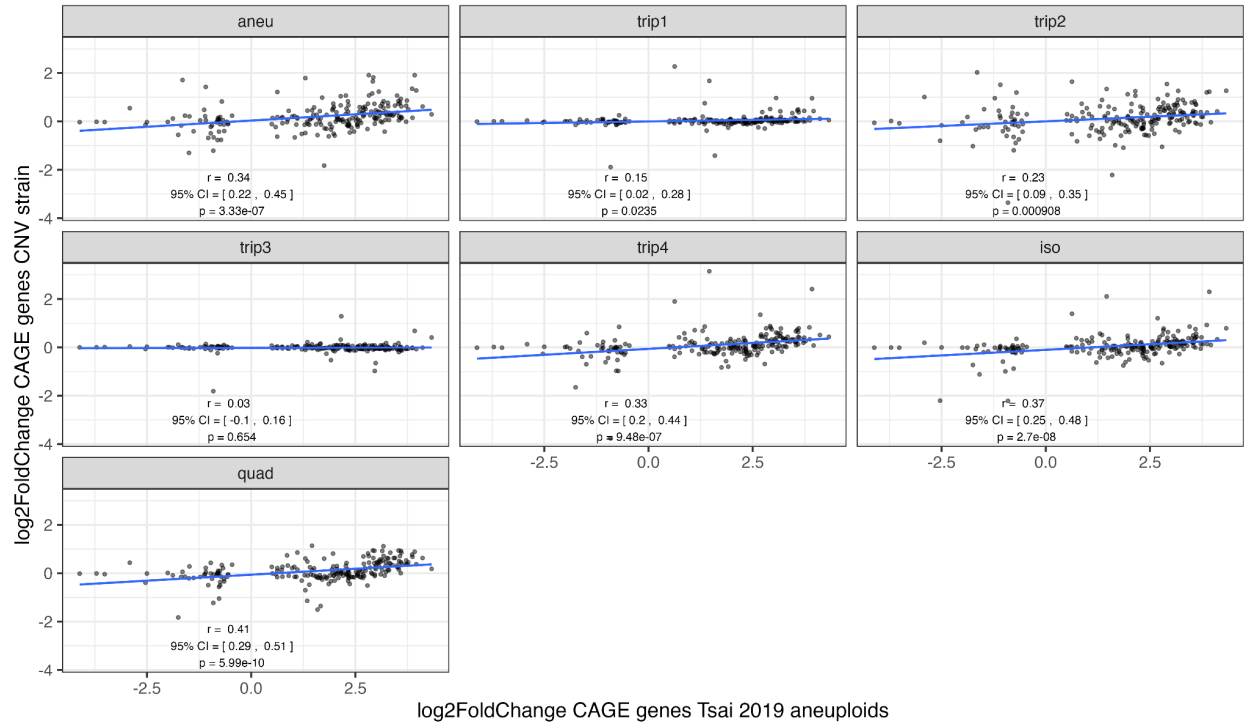 aneu
trip1
trip2
2
0
-2
-4
r = 0.34
95% CI = [ 0.22 , 0.45 ]
p = 3.33e-07
r = 0.15
95% CI = [ 0.02 , 0.28 ]
p = 0.0235
r = 0.23
95% CI = [ 0.09 , 0.35 ]
p = 0.000908
trip3
trip4
iso
2
0
-2
-4
r = 0.03
95% CI = [ -0.1 , 0.16 ]
p = 0.654
r = 0.33
95% CI = [ 0.2 , 0.44 ]
p = 9.48e-07
r = 0.37
95% CI = [ 0.25 , 0.48 ]
p = 2.7e-08
-2.5 0.0 2.5
-2.5 0.0 2.5
quad
2
0
-2
-4
r = 0.41
95% CI = [ 0.29 , 0.51 ]
p = 5.99e-10
-2.5 0.0 2.5
log2FoldChange CAGE genes CNV strain
log2FoldChange CAGE genes Tsai 2019 aneuploids